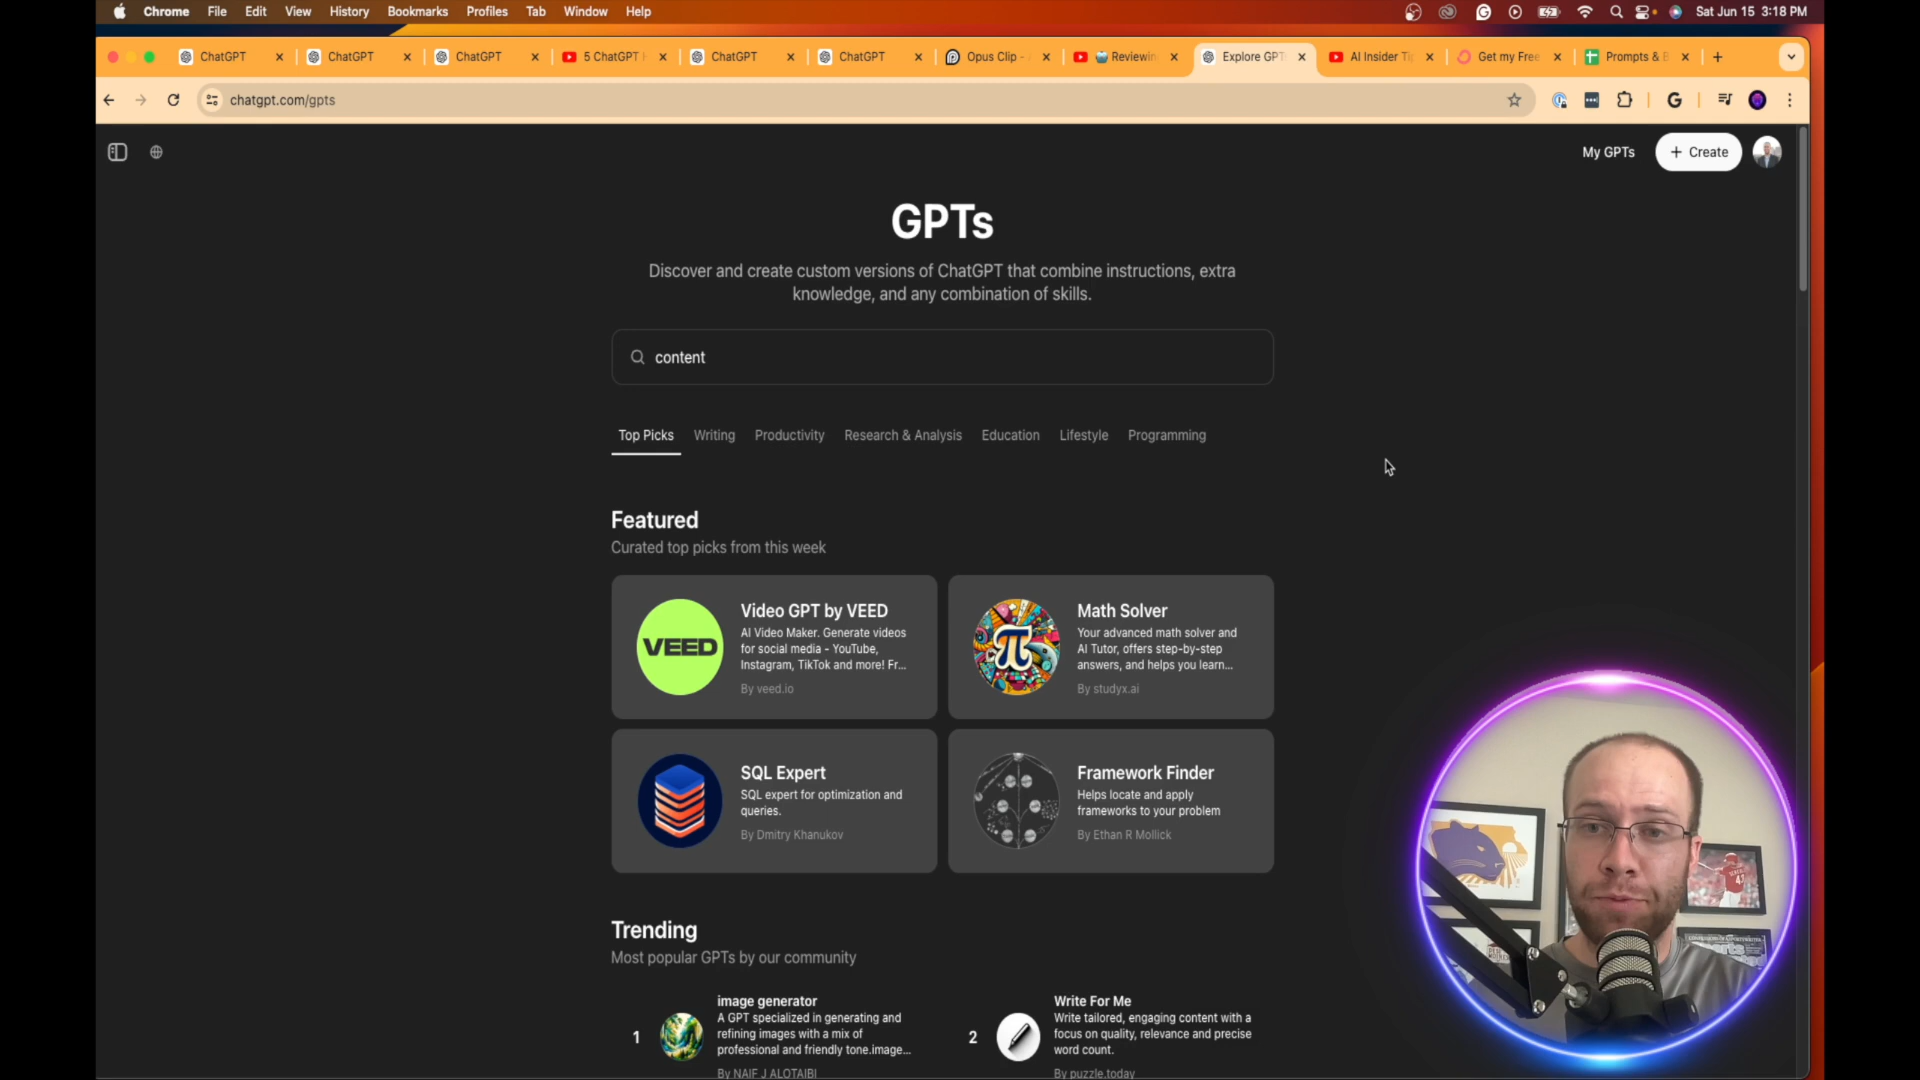 Chrome File Edit View History Bookmarks Profiles Tab Window Help Sat Jun 15 3:18 PM
ChatGPT ChatGPT ChatGPT 5 ChatGPT ChatGPT ChatGPT Opus Clip - Reviewin Explore GPT AI Insider Ti Get my Free Prompts &
chatgpt.com/gpts
My GPTs + Create
GPTs
Discover and create custom versions of ChatGPT that combine instructions, extra
knowledge, and any combination of skills.
content
Top Picks Writing Productivity Research & Analysis Education Lifestyle Programming
Featured
Curated top picks from this week
VEED
Video GPT by VEED
AI Video Maker. Generate videos
for social media - YouTube,
Instagram, TikTok and more! Fr...
By veed.io
Math Solver
Your advanced math solver and
AI Tutor, offers step-by-step
answers, and helps you learn...
By studyx.ai
SQL Expert
SQL expert for optimization and
queries.
By Dmitry Khanukov
Framework Finder
Helps locate and apply
frameworks to your problem
By Ethan R Mollick
Trending
Most popular GPTs by our community
1
image generator
A GPT specialized in generating and
refining images with a mix of
professional and friendly tone.image...
By NAIF J ALOTAIBI
2
Write For Me
Write tailored, engaging content with a
focus on quality, relevance and precise
word count.
By puzzle.today